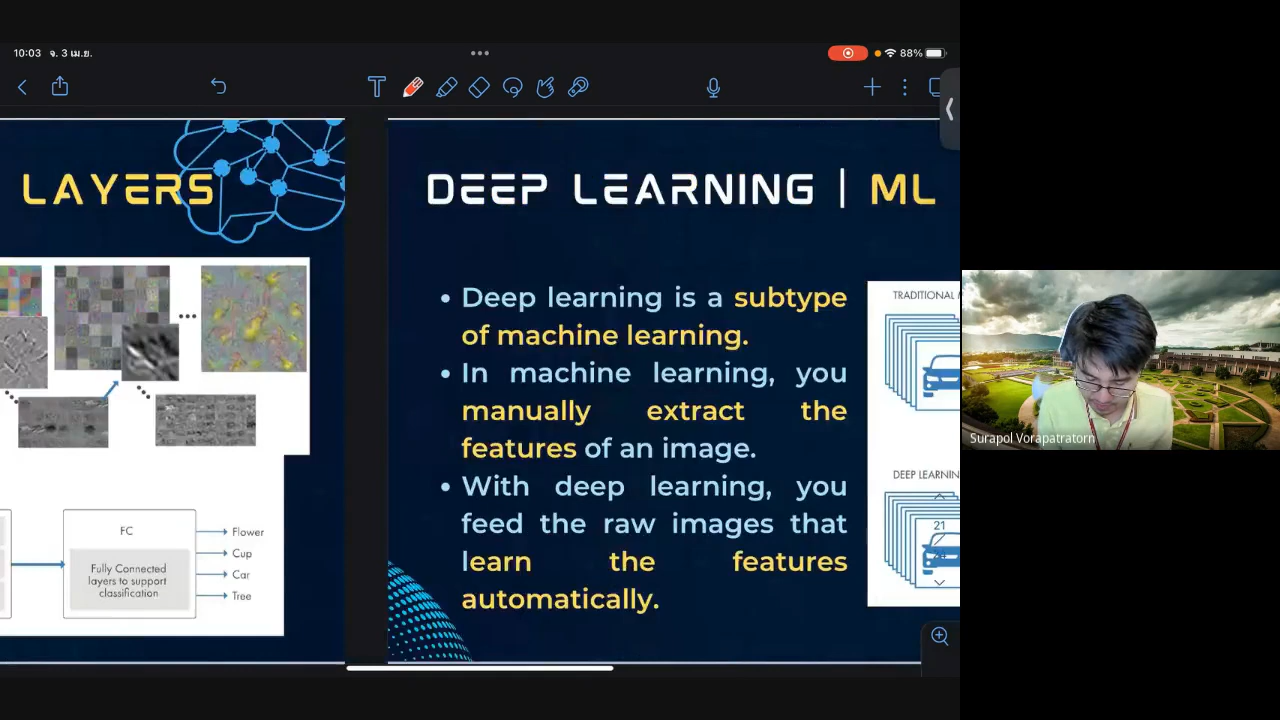 10:03 จ. 3 เม.ย.
88%
LAYERS
FC
Fully Connected
layers to support
classification
Flower
Cup
Car
Tree
DEEP LEARNING | ML
• Deep learning is a subtype
of machine learning.
• In machine learning, you
manually extract the
features of an image.
• With deep learning, you
feed the raw images that
learn the features
automatically.
TRADITIONAL
DEEP LEARNIN
21
Surapol Vorapatratorn